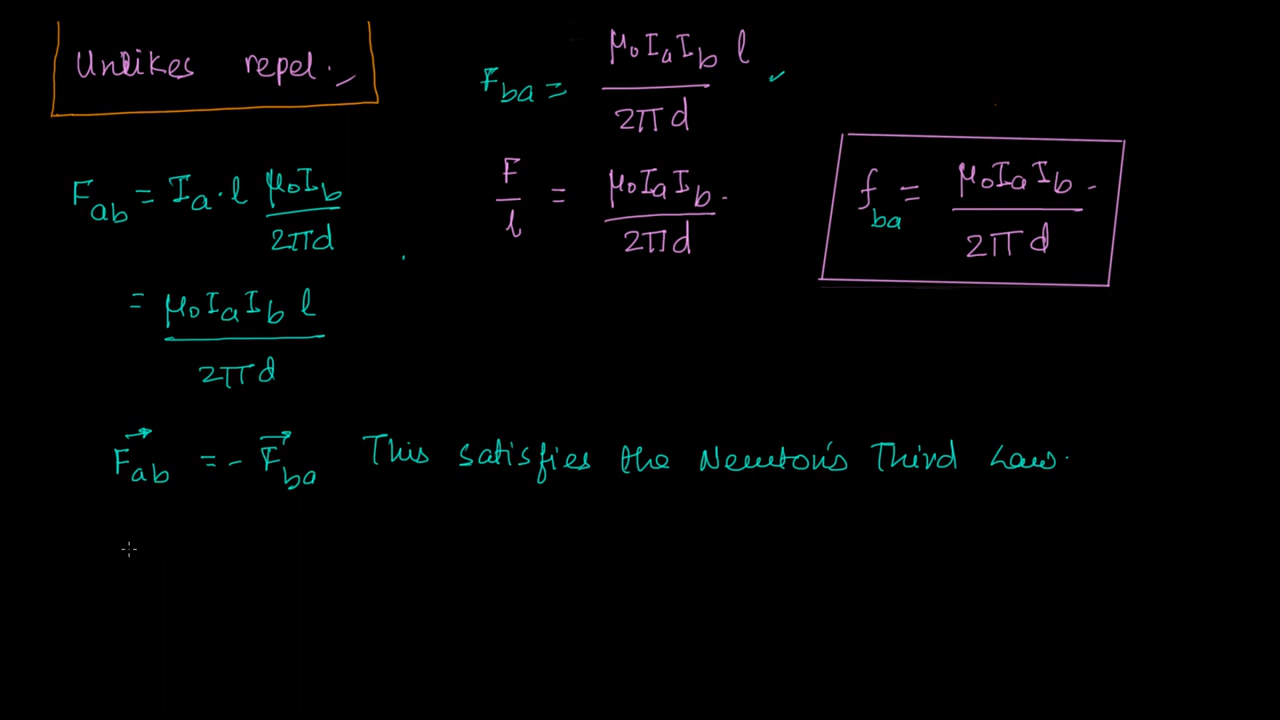 Unlikes repel.
F_ba = μ₀I_aI_b l / 2πd ✓
F_ab = I_a · l μ₀I_b / 2πd
F / l = μ₀I_aI_b / 2πd .
f_ba = μ₀I_aI_b / 2πd .
= μ₀I_aI_b l / 2πd
F⃗_ab = - F⃗_ba This satisfies the Newton's Third Law.